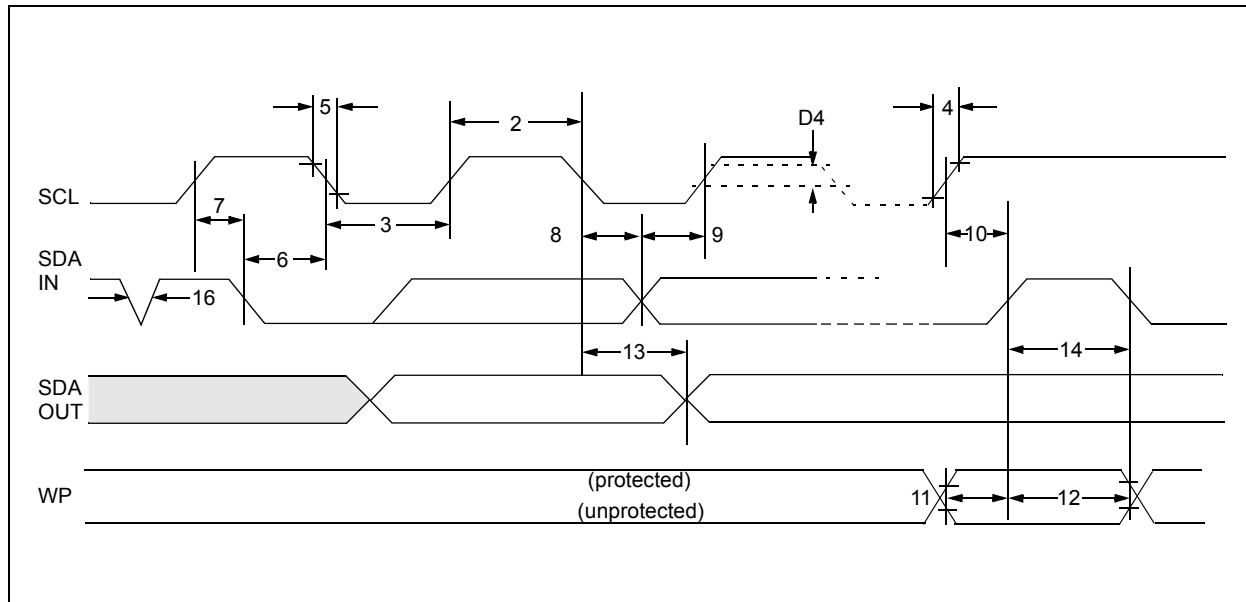 5
2
D4
4
SCL
7
3
8
9
10
6
SDA
IN
16
13
14
SDA
OUT
WP
(protected)
(unprotected)
11
12